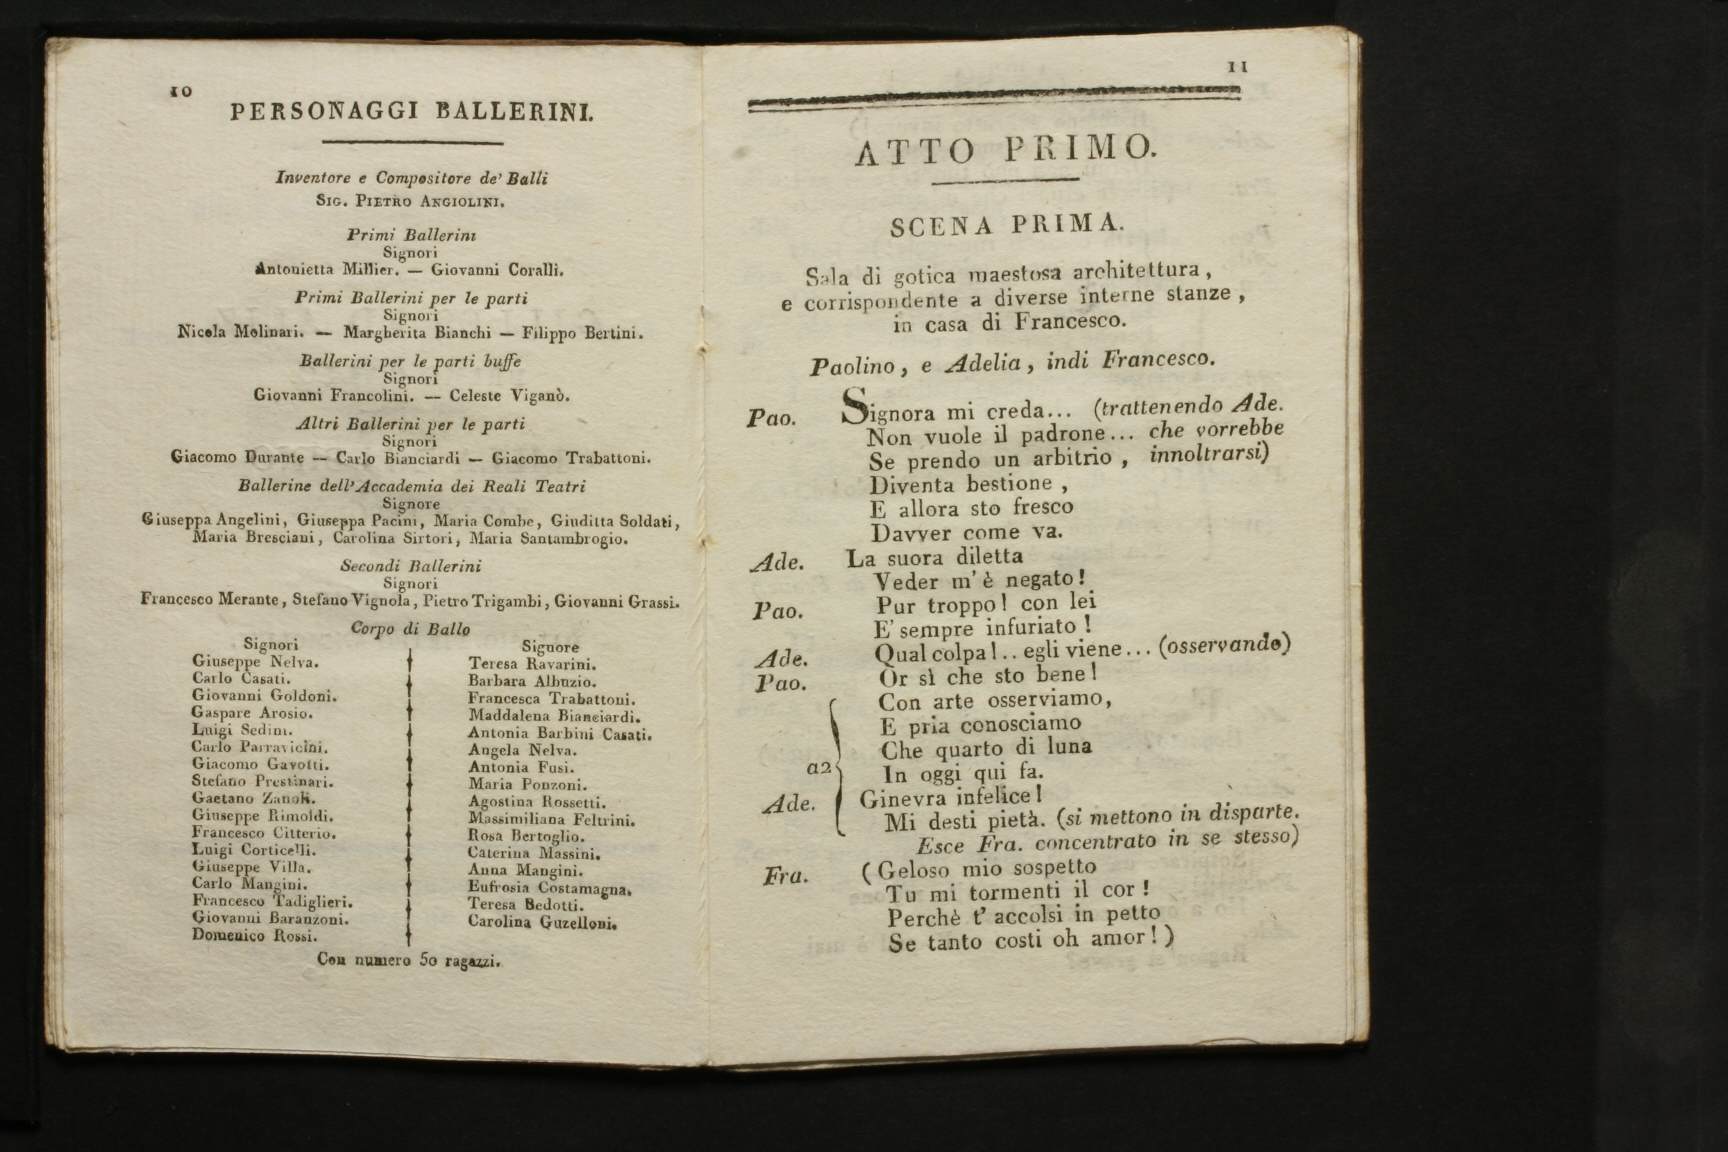 10
PERSONAGGI BALLERINI.
Inventore e Compositore de' Balli
SIG. PIETRO ANGIOLINI.
Primi Ballerini
Signori
Antonietta Millier. — Giovanni Coralli.
Primi Ballerini per le parti
Signori
Nicola Molinari. — Margherita Bianchi — Filippo Bertini.
Ballerini per le parti buffe
Signori
Giovanni Francolini. — Celeste Viganò.
Altri Ballerini per le parti
Signori
Giacomo Durante — Carlo Bianciardi — Giacomo Trabattoni.
Ballerine dell'Accademia dei Reali Teatri
Signore
Giuseppa Angelini, Giuseppa Pacini, Maria Combe, Giuditta Soldati,
Maria Bresciani, Carolina Sirtori, Maria Santambrogio.
Secondi Ballerini
Signori
Francesco Merante, Stefano Vignola, Pietro Trigambi, Giovanni Grassi.
Corpo di Ballo
Signori
Giuseppe Nelva.
Carlo Casati.
Giovanni Goldoni.
Gaspare Arosio.
Luigi Sedini.
Carlo Parravicini.
Giacomo Gavotti.
Stefano Prestinari.
Gaetano Zanoli.
Giuseppe Rimoldi.
Francesco Citterio.
Luigi Corticelli.
Giuseppe Villa.
Carlo Mangini.
Francesco Tadiglieri.
Giovanni Baranzoni.
Domenico Rossi.
Signore
Teresa Ravarini.
Barbara Albuzio.
Francesca Trabattoni.
Maddalena Bianciardi.
Antonia Barbini Casati.
Angela Nelva.
Antonia Fusi.
Maria Ponzoni.
Agostina Rossetti.
Massimiliana Feltrini.
Rosa Bertoglio.
Caterina Massini.
Anna Mangini.
Eufrosia Costamagna.
Teresa Bedotti.
Carolina Guzelloni.
Con numero 50 ragazzi.
11
ATTO PRIMO.
SCENA PRIMA.
Sala di gotica maestosa architettura,
e corrispondente a diverse interne stanze,
in casa di Francesco.
Paolino, e Adelia, indi Francesco.
Pao. Signora mi creda... (trattenendo Ade.
Non vuole il padrone... che vorrebbe
Se prendo un arbitrio, innoltrarsi)
Diventa bestione,
E allora sto fresco
Davver come va.
Ade. La suora diletta
Veder m'è negato!
Pao. Pur troppo! con lei
E' sempre infuriato!
Ade. Qual colpa!.. egli viene... (osservando)
Pao. Or sì che sto bene!
Con arte osserviamo,
E pria conosciamo
Che quarto di luna
a2 In oggi qui fa.
Ade. Ginevra infelice!
Mi desti pietà. (si mettono in disparte.
Esce Fra. concentrato in se stesso)
Fra. (Geloso mio sospetto
Tu mi tormenti il cor!
Perchè t'accolsi in petto
Se tanto costi oh amor!)